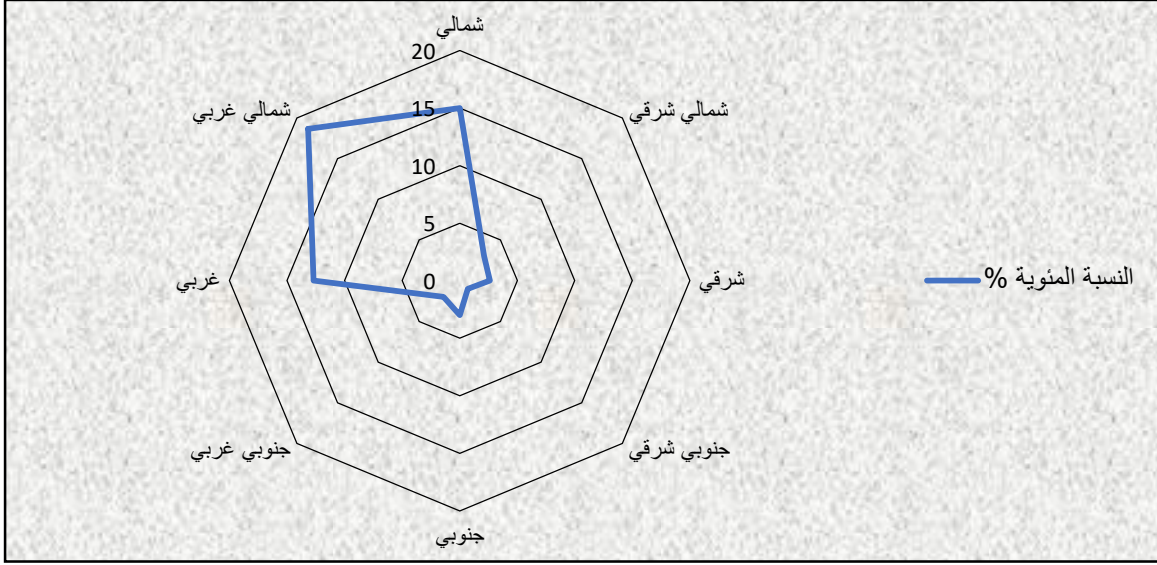 شمالي
20
شمالي غربي
شمالي شرقي
15
10
5
غربي
0
شرقي
النسبة المئوية %
جنوبي غربي
جنوبي شرقي
جنوبي